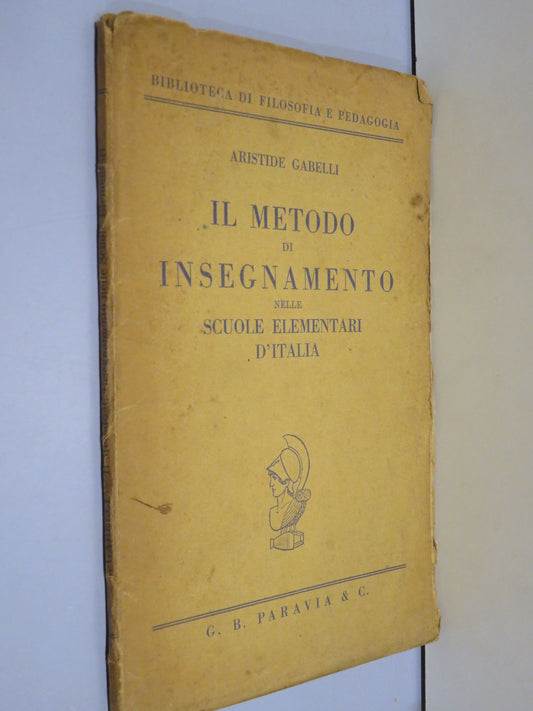 BIBLIOTECA DI FILOSOFIA E PEDAGOGIA
ARISTIDE GABELLI
IL METODO
DI
INSEGNAMENTO
NELLE
SCUOLE ELEMENTARI
D'ITALIA
G. B. PARAVIA & C.